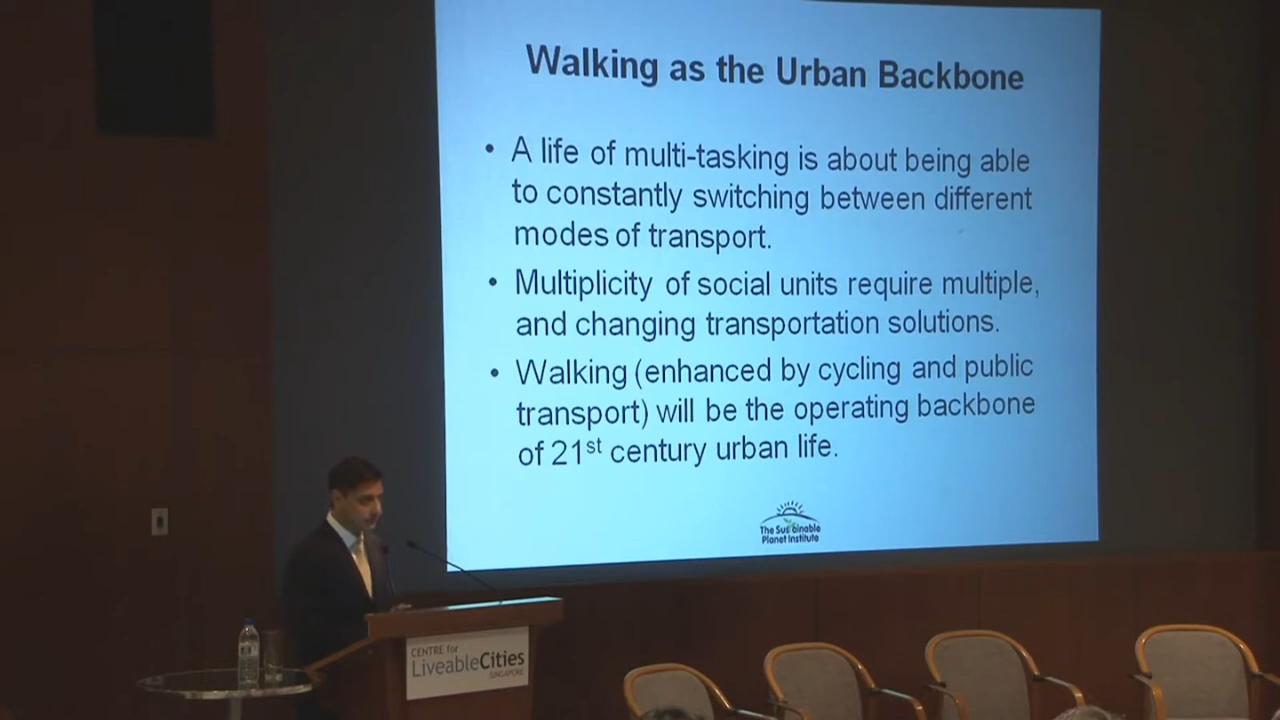 Walking as the Urban Backbone
• A life of multi-tasking is about being able
to constantly switching between different
modes of transport.
• Multiplicity of social units require multiple,
and changing transportation solutions.
• Walking (enhanced by cycling and public
transport) will be the operating backbone
of 21st century urban life.
The Sustainable
Planet Institute
CENTRE for
LiveableCities
SINGAPORE